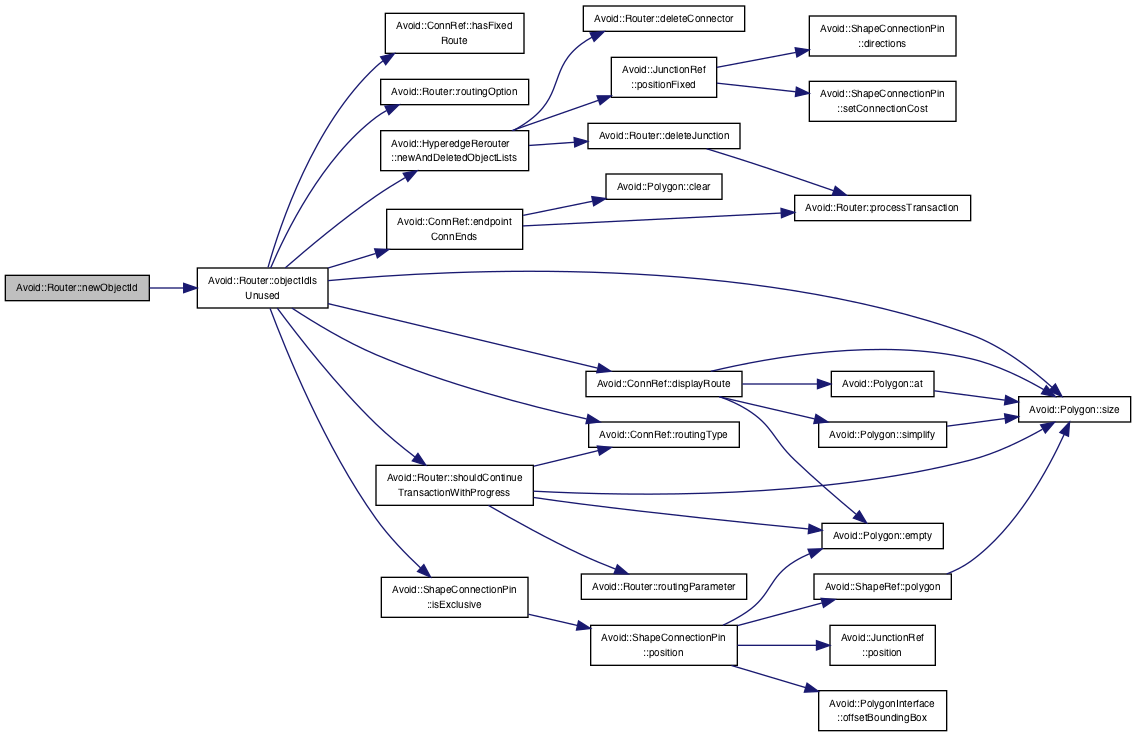 Avoid::Router::newObjectId
Avoid::Router::objectIdIs
Unused
Avoid::ConnRef::hasFixed
Route
Avoid::Router::routingOption
Avoid::HyperedgeRerouter
::newAndDeletedObjectLists
Avoid::ConnRef::endpoint
ConnEnds
Avoid::Router::shouldContinue
TransactionWithProgress
Avoid::ShapeConnectionPin
::isExclusive
Avoid::Router::deleteConnector
Avoid::JunctionRef
::positionFixed
Avoid::Router::deleteJunction
Avoid::Polygon::clear
Avoid::ConnRef::displayRoute
Avoid::ConnRef::routingType
Avoid::Router::routingParameter
Avoid::ShapeConnectionPin
::position
Avoid::ShapeConnectionPin
::directions
Avoid::ShapeConnectionPin
::setConnectionCost
Avoid::Router::processTransaction
Avoid::Polygon::at
Avoid::Polygon::simplify
Avoid::Polygon::empty
Avoid::ShapeRef::polygon
Avoid::JunctionRef
::position
Avoid::PolygonInterface
::offsetBoundingBox
Avoid::Polygon::size